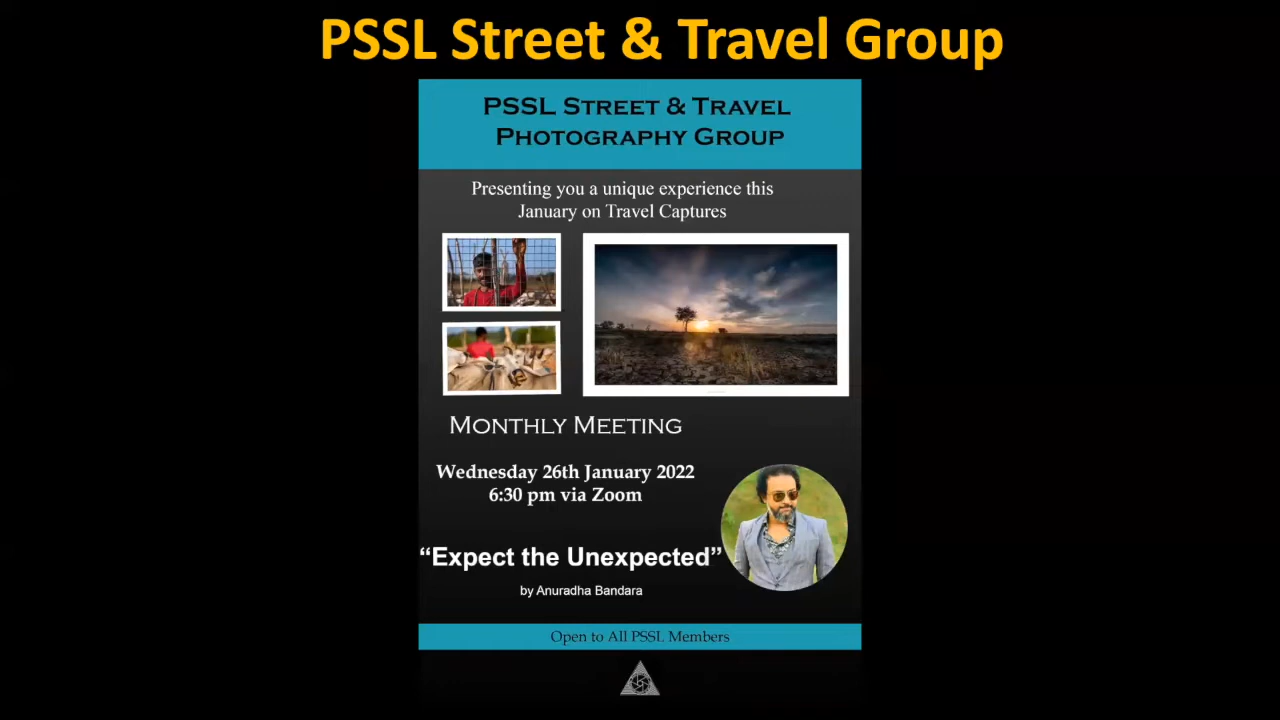 PSSL Street & Travel Group
PSSL STREET & TRAVEL
PHOTOGRAPHY GROUP
Presenting you a unique experience this
January on Travel Captures
MONTHLY MEETING
Wednesday 26th January 2022
6:30 pm via Zoom
“Expect the Unexpected”
by Anuradha Bandara
Open to All PSSL Members